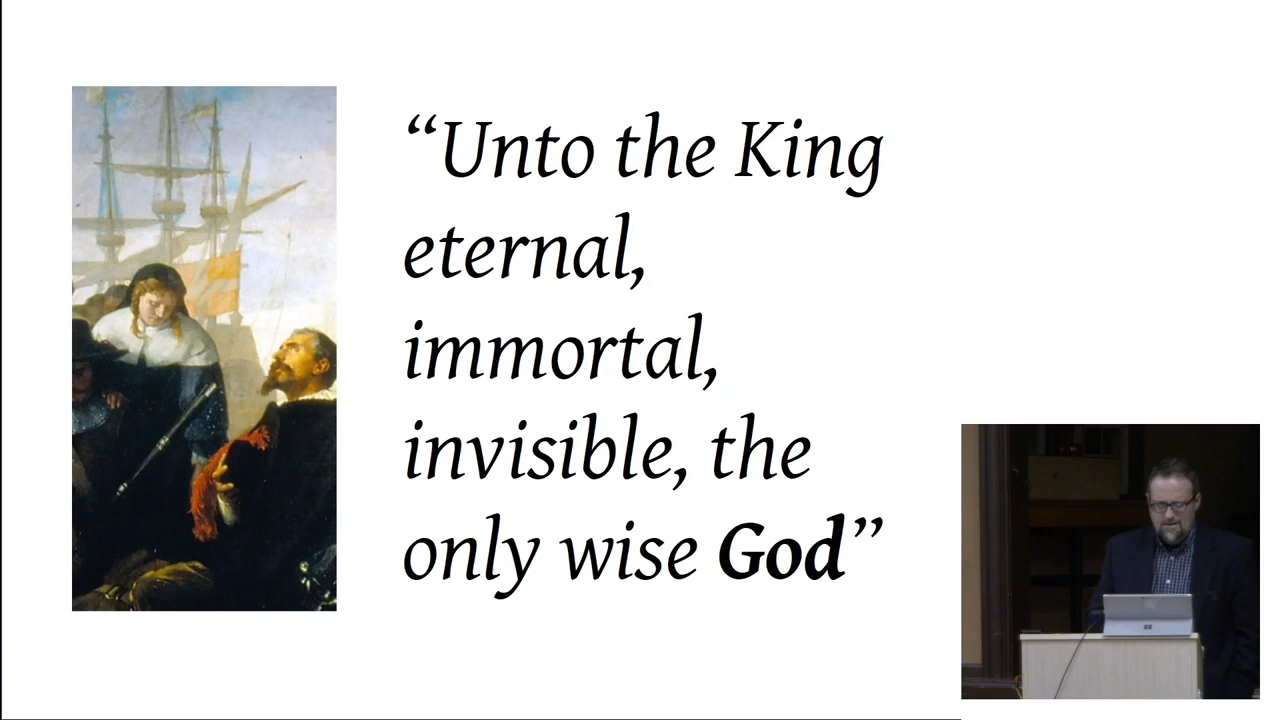 “Unto the King
eternal,
immortal,
invisible, the
only wise God”